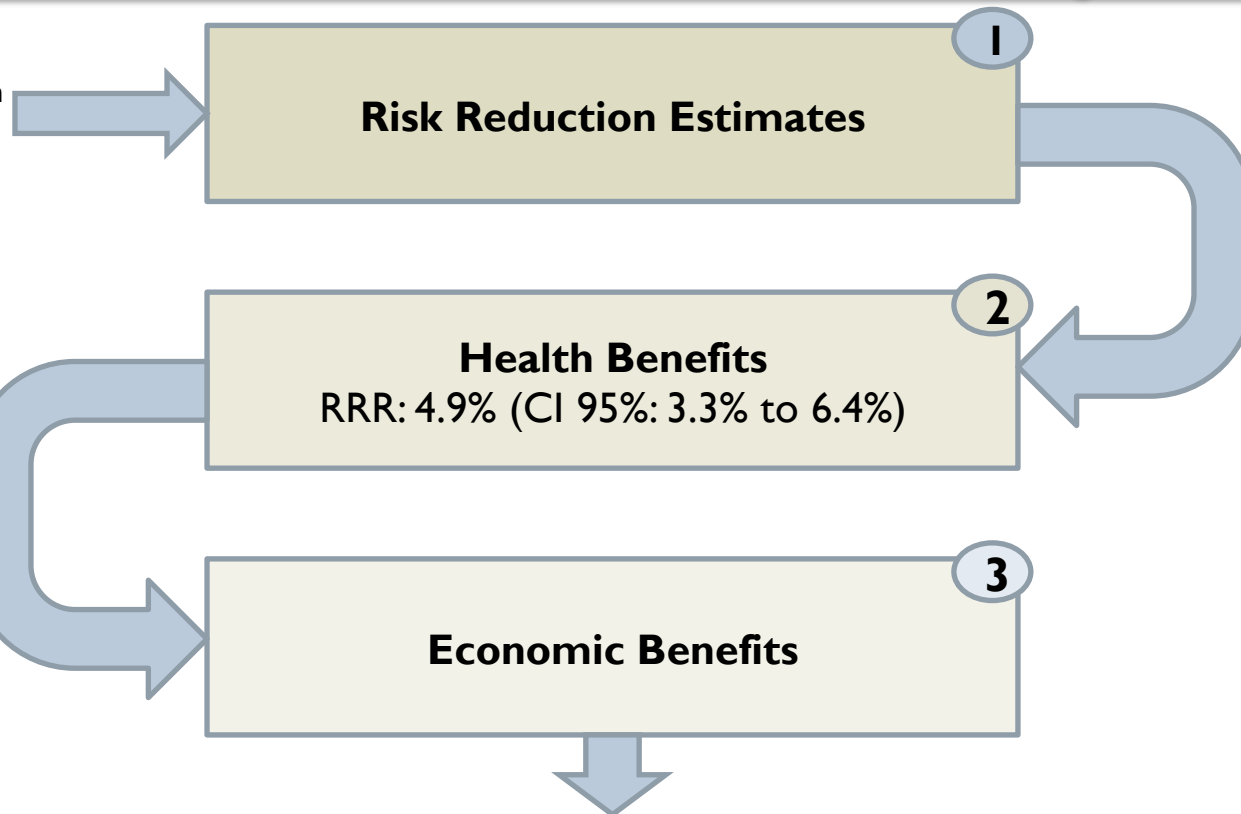 1
Risk Reduction Estimates
2
Health Benefits
RRR: 4.9% (CI 95%: 3.3% to 6.4%)
3
Economic Benefits